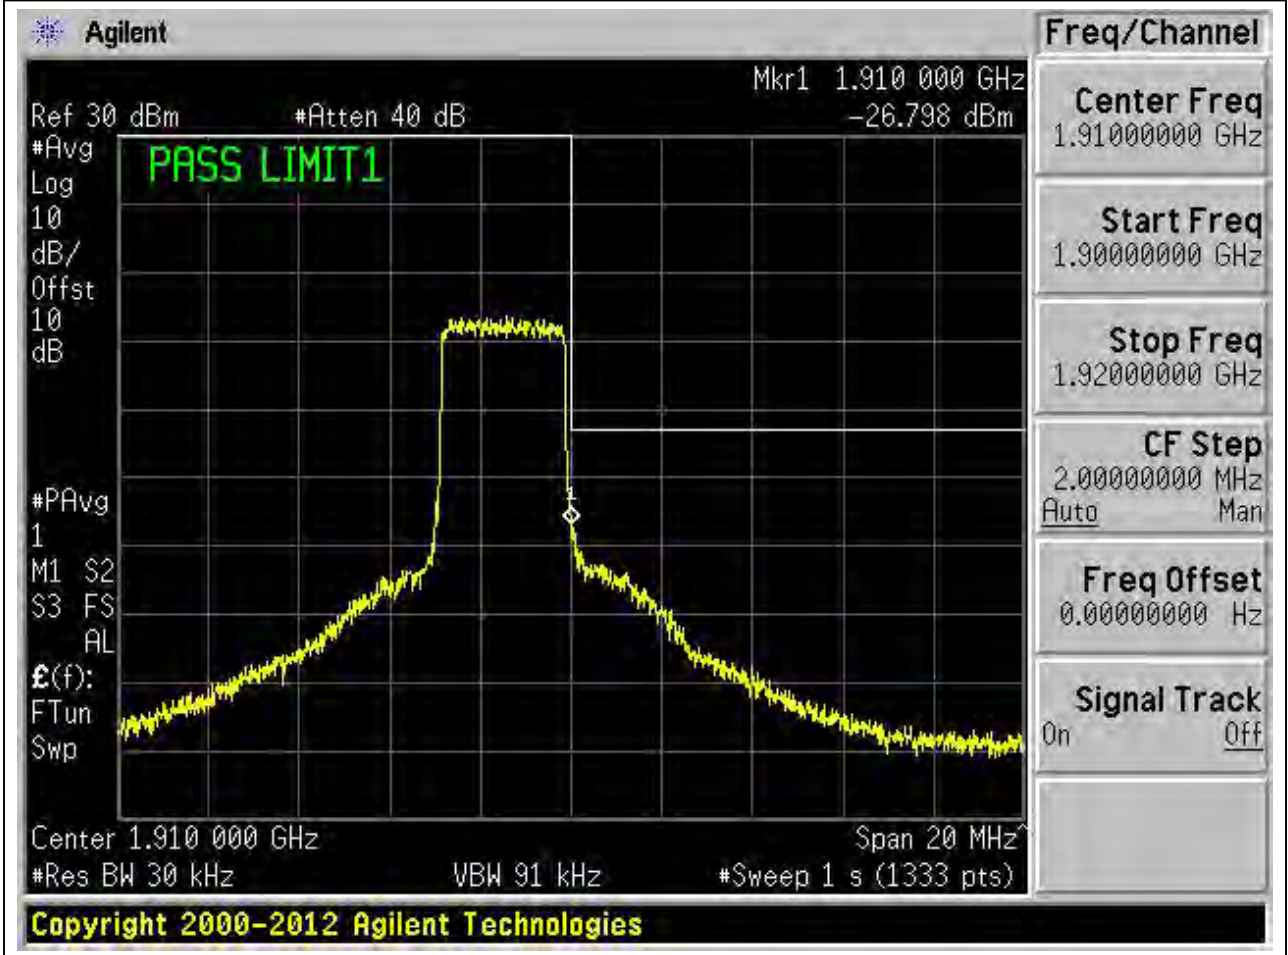 Agilent
Freq/Channel
Mkr1 1.910 000 GHz
Ref 30 dBm #Atten 40 dB -26.798 dBm
#Avg
Log
10
dB/
Offst
10
dB
PASS LIMIT1
1
#PAvg
1
M1 S2
S3 FS
AL
£(f):
FTun
Swp
Center 1.910 000 GHz Span 20 MHz^
#Res BW 30 kHz VBW 91 kHz #Sweep 1 s (1333 pts)
Copyright 2000-2012 Agilent Technologies
Center Freq
1.91000000 GHz
Start Freq
1.90000000 GHz
Stop Freq
1.92000000 GHz
CF Step
2.00000000 MHz
Auto Man
Freq Offset
0.00000000 Hz
Signal Track
On Off